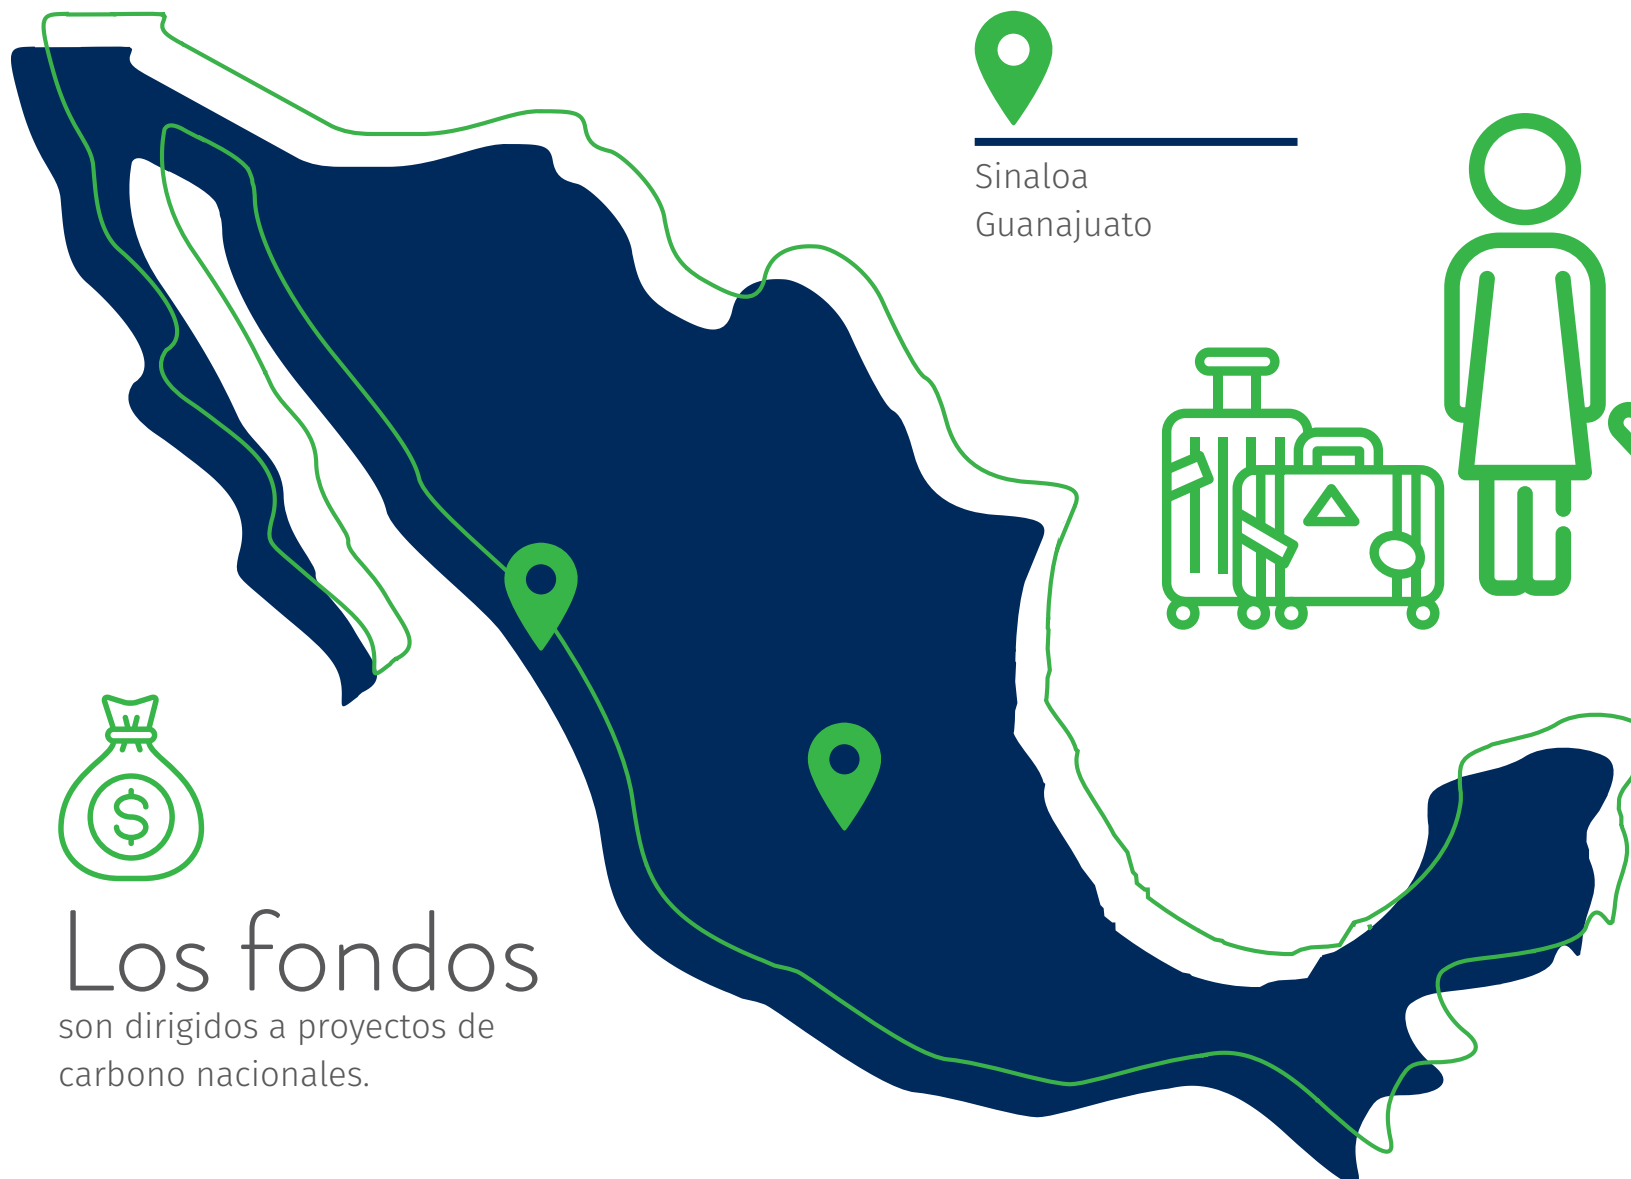 Sinaloa
Guanajuato
$
Los fondos
son dirigidos a proyectos de
carbono nacionales.